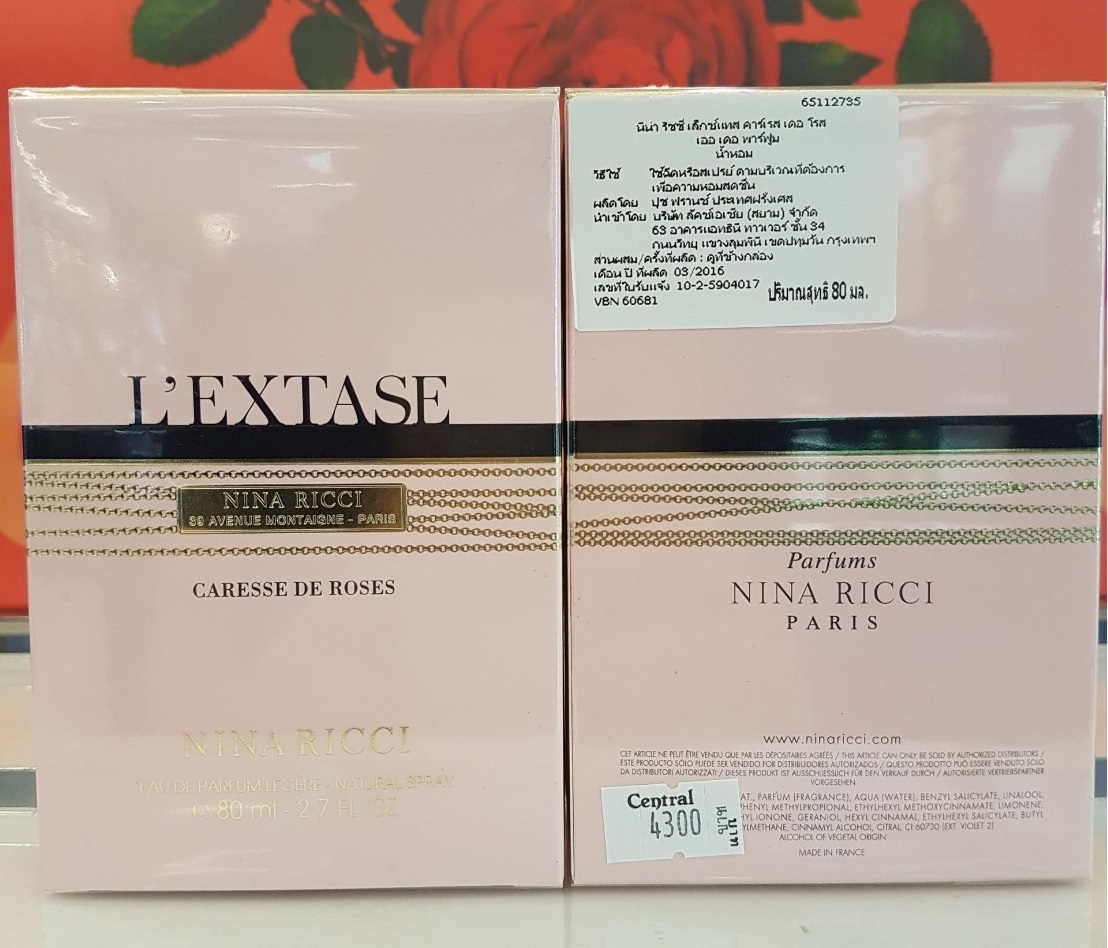 L'EXTASE
NINA RICCI
39 AVENUE MONTAIGNE - PARIS
CARESSE DE ROSES
NINA RICCI
EAU DE PARFUM LÉGÈRE - NATURAL SPRAY
e 80 ml - 2.7 FL. OZ
65112735
นีน่า ริชชี่ เล็กซ์แทส คาร์เรส เดอ โรส
เออ เดอ พาร์ฟูม
น้ำหอม
วิธีใช้ ใช้ฉีดหรือสเปรย์ ตามบริเวณที่ต้องการ
เพื่อความหอมสดชื่น
ผลิตโดย ปุช ฟรานซ์ ประเทศฝรั่งเศส
นำเข้าโดย บริษัท ลัคซ์เอเชีย (สยาม) จำกัด
63 อาคารแอทธินี ทาวเวอร์ ชั้น 34
ถนนวิทยุ แขวงลุมพินี เขตปทุมวัน กรุงเทพฯ
ส่วนผสม/ครั้งที่ผลิต : ดูที่ข้างกล่อง
เดือน ปี ที่ผลิต 03/2016
เลขที่ใบรับแจ้ง 10-2-5904017 ปริมาณสุทธิ 80 มล.
VBN 60681
Parfums
NINA RICCI
PARIS
www.ninaricci.com
CET ARTICLE NE PEUT ÊTRE VENDU QUE PAR LES DÉPOSITAIRES AGRÉÉS / THIS ARTICLE CAN ONLY BE SOLD BY AUTHORIZED DISTRIBUTORS /
ESTE PRODUCTO SÓLO PUEDE SER VENDIDO POR DISTRIBUIDORES AUTORIZADOS / QUESTO PRODOTTO PUÒ ESSERE VENDUTO SOLO
DA DISTRIBUTORI AUTORIZZATI / DIESES PRODUKT IST AUSSCHLIESSLICH FÜR DEN VERKAUF DURCH / AUTORISIERTE VERTRIEBSPARTNER
VORGESEHEN
AT., PARFUM (FRAGRANCE), AQUA (WATER), BENZYL SALICYLATE, LINALOOL,
PHENYL METHYLPROPIONAL, ETHYLHEXYL METHOXYCINNAMATE, LIMONENE,
HYL IONONE, GERANIOL, HEXYL CINNAMAL, ETHYLHEXYL SALICYLATE, BUTYL
YLMETHANE, CINNAMYL ALCOHOL, CITRAL, CI 60730 (EXT. VIOLET 2)
ALCOHOL OF VEGETAL ORIGIN
MADE IN FRANCE
Central
4300
บาท